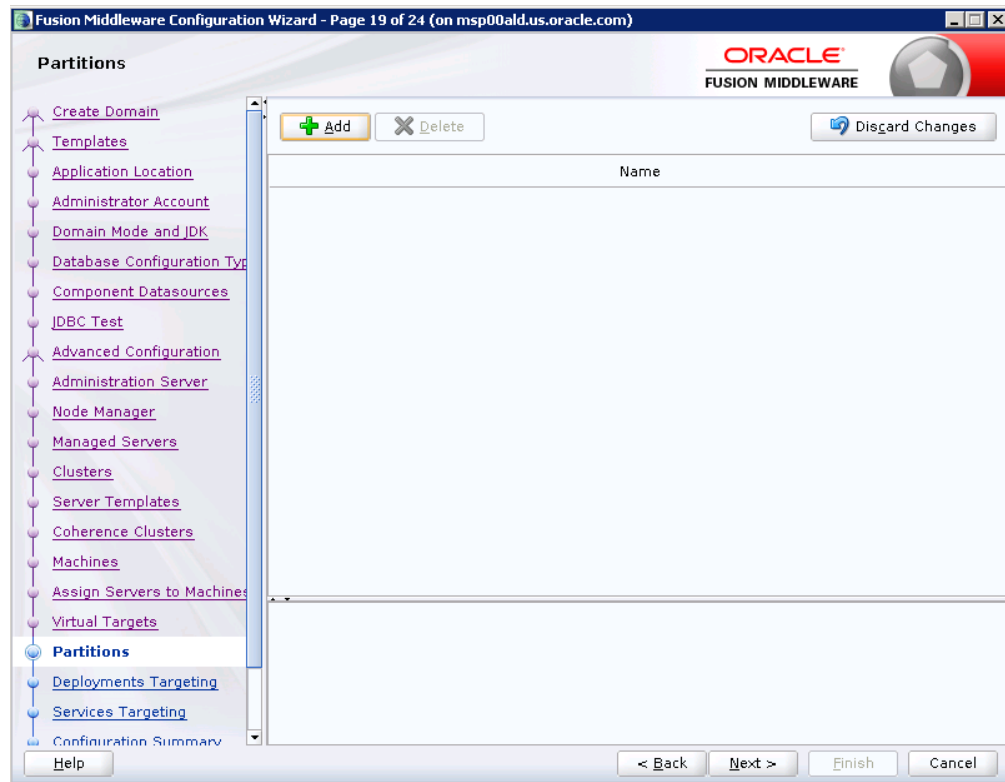 Fusion Middleware Configuration Wizard - Page 19 of 24 (on msp00ald.us.oracle.com)
Partitions
ORACLE
FUSION MIDDLEWARE
Create Domain
Templates
Application Location
Administrator Account
Domain Mode and JDK
Database Configuration Typ
Component Datasources
JDBC Test
Advanced Configuration
Administration Server
Node Manager
Managed Servers
Clusters
Server Templates
Coherence Clusters
Machines
Assign Servers to Machines
Virtual Targets
Partitions
Deployments Targeting
Services Targeting
Configuration Summary
Add
Delete
Discard Changes
Name
Help
< Back
Next >
Finish
Cancel